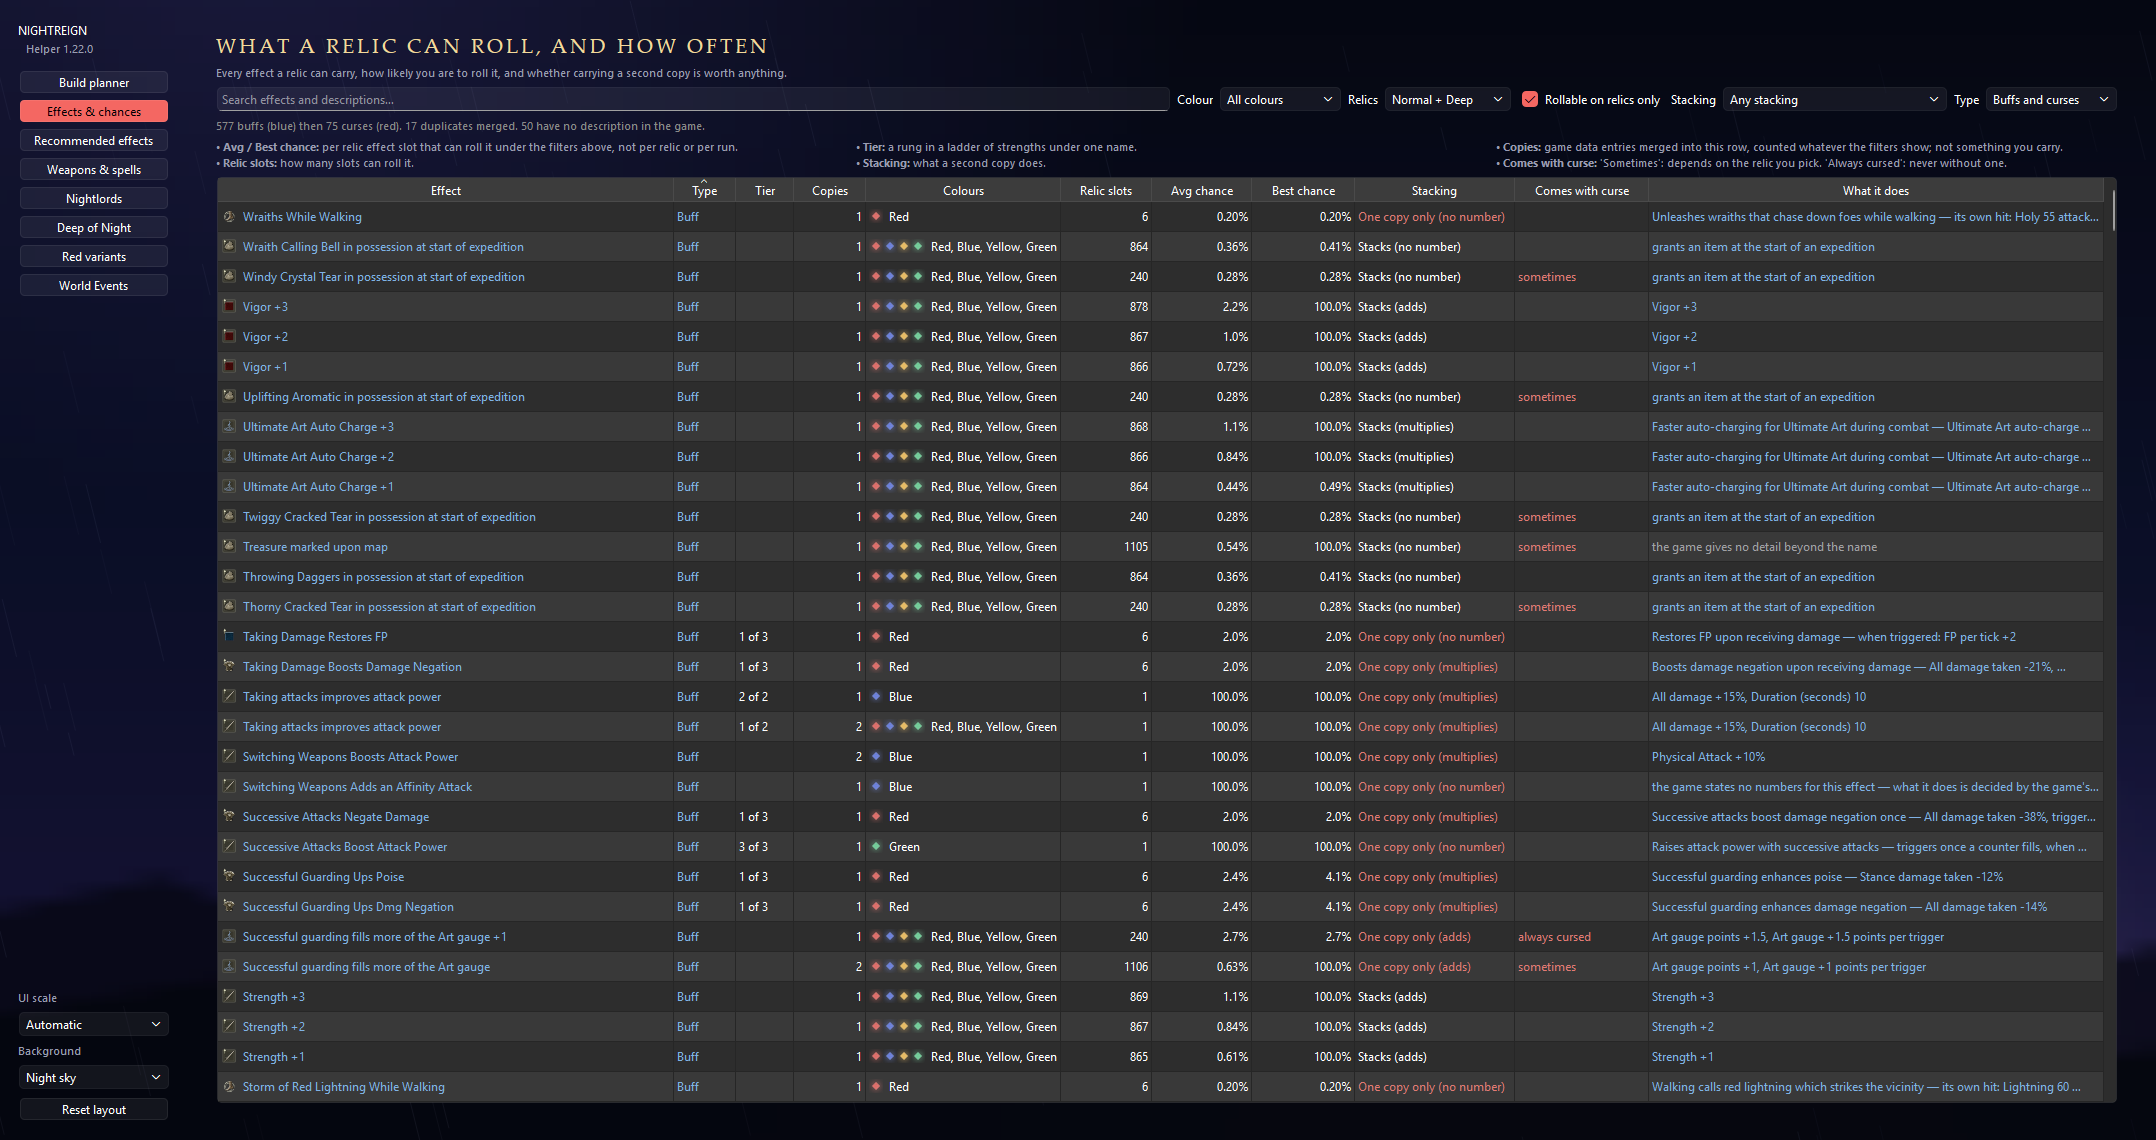 NIGHTREIGN
Helper 1.22.0
Build planner
Effects & chances
Recommended effects
Weapons & spells
Nightlords
Deep of Night
Red variants
World Events
UI scale
Automatic
Background
Night sky
Reset layout
WHAT A RELIC CAN ROLL, AND HOW OFTEN
Every effect a relic can carry, how likely you are to roll it, and whether carrying a second copy is worth anything.
Search effects and descriptions... Colour All colours Relics Normal + Deep Rollable on relics only Stacking Any stacking Type Buffs and curses
577 buffs (blue) then 75 curses (red). 17 duplicates merged. 50 have no description in the game.
• Avg / Best chance: per relic effect slot that can roll it under the filters above, not per relic or per run.
• Relic slots: how many slots can roll it.
• Tier: a rung in a ladder of strengths under one name.
• Stacking: what a second copy does.
• Copies: game data entries merged into this row, counted whatever the filters show; not something you carry.
• Comes with curse: 'Sometimes': depends on the relic you pick. 'Always cursed': never without one.
Effect Type Tier Copies Colours Relic slots Avg chance Best chance Stacking Comes with curse What it does
Wraiths While Walking Buff 1 Red 6 0.20% 0.20% One copy only (no number) Unleashes wraiths that chase down foes while walking — its own hit: Holy 55 attack...
Wraith Calling Bell in possession at start of expedition Buff 1 Red, Blue, Yellow, Green 864 0.36% 0.41% Stacks (no number) grants an item at the start of an expedition
Windy Crystal Tear in possession at start of expedition Buff 1 Red, Blue, Yellow, Green 240 0.28% 0.28% Stacks (no number) sometimes grants an item at the start of an expedition
Vigor +3 Buff 1 Red, Blue, Yellow, Green 878 2.2% 100.0% Stacks (adds) Vigor +3
Vigor +2 Buff 1 Red, Blue, Yellow, Green 867 1.0% 100.0% Stacks (adds) Vigor +2
Vigor +1 Buff 1 Red, Blue, Yellow, Green 866 0.72% 100.0% Stacks (adds) Vigor +1
Uplifting Aromatic in possession at start of expedition Buff 1 Red, Blue, Yellow, Green 240 0.28% 0.28% Stacks (no number) sometimes grants an item at the start of an expedition
Ultimate Art Auto Charge +3 Buff 1 Red, Blue, Yellow, Green 868 1.1% 100.0% Stacks (multiplies) Faster auto-charging for Ultimate Art during combat — Ultimate Art auto-charge ...
Ultimate Art Auto Charge +2 Buff 1 Red, Blue, Yellow, Green 866 0.84% 100.0% Stacks (multiplies) Faster auto-charging for Ultimate Art during combat — Ultimate Art auto-charge ...
Ultimate Art Auto Charge +1 Buff 1 Red, Blue, Yellow, Green 864 0.44% 0.49% Stacks (multiplies) Faster auto-charging for Ultimate Art during combat — Ultimate Art auto-charge ...
Twiggy Cracked Tear in possession at start of expedition Buff 1 Red, Blue, Yellow, Green 240 0.28% 0.28% Stacks (no number) sometimes grants an item at the start of an expedition
Treasure marked upon map Buff 1 Red, Blue, Yellow, Green 1105 0.54% 100.0% Stacks (no number) sometimes the game gives no detail beyond the name
Throwing Daggers in possession at start of expedition Buff 1 Red, Blue, Yellow, Green 864 0.36% 0.41% Stacks (no number) grants an item at the start of an expedition
Thorny Cracked Tear in possession at start of expedition Buff 1 Red, Blue, Yellow, Green 240 0.28% 0.28% Stacks (no number) sometimes grants an item at the start of an expedition
Taking Damage Restores FP Buff 1 of 3 1 Red 6 2.0% 2.0% One copy only (no number) Restores FP upon receiving damage — when triggered: FP per tick +2
Taking Damage Boosts Damage Negation Buff 1 of 3 1 Red 6 2.0% 2.0% One copy only (multiplies) Boosts damage negation upon receiving damage — All damage taken -21%, ...
Taking attacks improves attack power Buff 2 of 2 1 Blue 1 100.0% 100.0% One copy only (multiplies) All damage +15%, Duration (seconds) 10
Taking attacks improves attack power Buff 1 of 2 2 Red, Blue, Yellow, Green 1 100.0% 100.0% One copy only (multiplies) All damage +15%, Duration (seconds) 10
Switching Weapons Boosts Attack Power Buff 2 Blue 1 100.0% 100.0% One copy only (multiplies) Physical Attack +10%
Switching Weapons Adds an Affinity Attack Buff 1 Blue 1 100.0% 100.0% One copy only (no number) the game states no numbers for this effect — what it does is decided by the game's...
Successive Attacks Negate Damage Buff 1 of 3 1 Red 6 2.0% 2.0% One copy only (multiplies) Successive attacks boost damage negation once — All damage taken -38%, trigger...
Successive Attacks Boost Attack Power Buff 3 of 3 1 Green 1 100.0% 100.0% One copy only (no number) Raises attack power with successive attacks — triggers once a counter fills, when ...
Successful Guarding Ups Poise Buff 1 of 3 1 Red 6 2.4% 4.1% One copy only (multiplies) Successful guarding enhances poise — Stance damage taken -12%
Successful Guarding Ups Dmg Negation Buff 1 of 3 1 Red 6 2.4% 4.1% One copy only (multiplies) Successful guarding enhances damage negation — All damage taken -14%
Successful guarding fills more of the Art gauge +1 Buff 1 Red, Blue, Yellow, Green 240 2.7% 2.7% One copy only (adds) always cursed Art gauge points +1.5, Art gauge +1.5 points per trigger
Successful guarding fills more of the Art gauge Buff 2 Red, Blue, Yellow, Green 1106 0.63% 100.0% One copy only (adds) sometimes Art gauge points +1, Art gauge +1 points per trigger
Strength +3 Buff 1 Red, Blue, Yellow, Green 869 1.1% 100.0% Stacks (adds) Strength +3
Strength +2 Buff 1 Red, Blue, Yellow, Green 867 0.84% 100.0% Stacks (adds) Strength +2
Strength +1 Buff 1 Red, Blue, Yellow, Green 865 0.61% 100.0% Stacks (adds) Strength +1
Storm of Red Lightning While Walking Buff 1 Red 6 0.20% 0.20% One copy only (no number) Walking calls red lightning which strikes the vicinity — its own hit: Lightning 60 ...